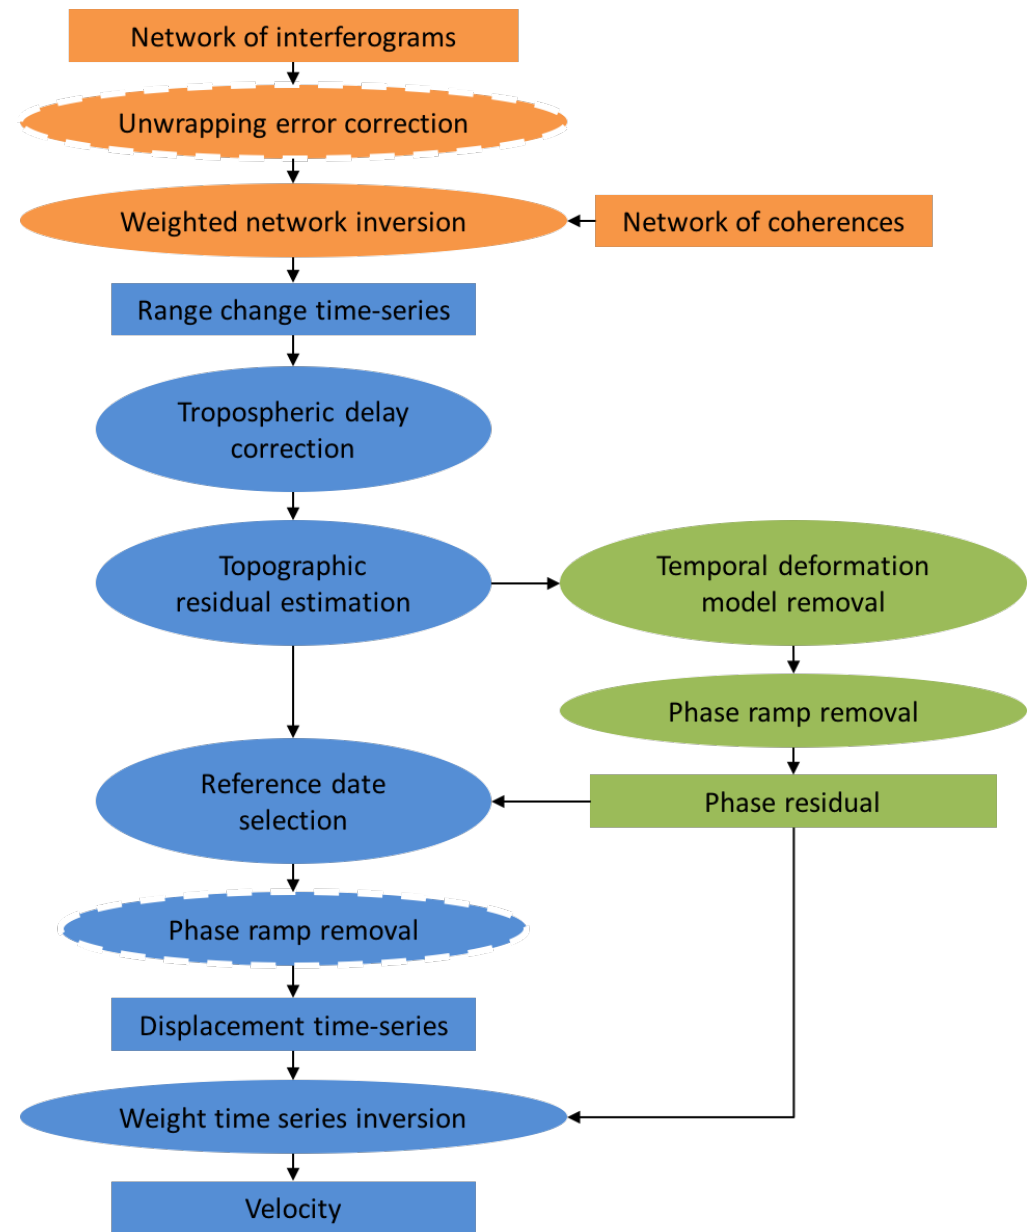 Network of interferograms
Unwrapping error correction
Weighted network inversion
Network of coherences
Range change time-series
Tropospheric delay
correction
Topographic
residual estimation
Temporal deformation
model removal
Phase ramp removal
Reference date
selection
Phase residual
Phase ramp removal
Displacement time-series
Weight time series inversion
Velocity